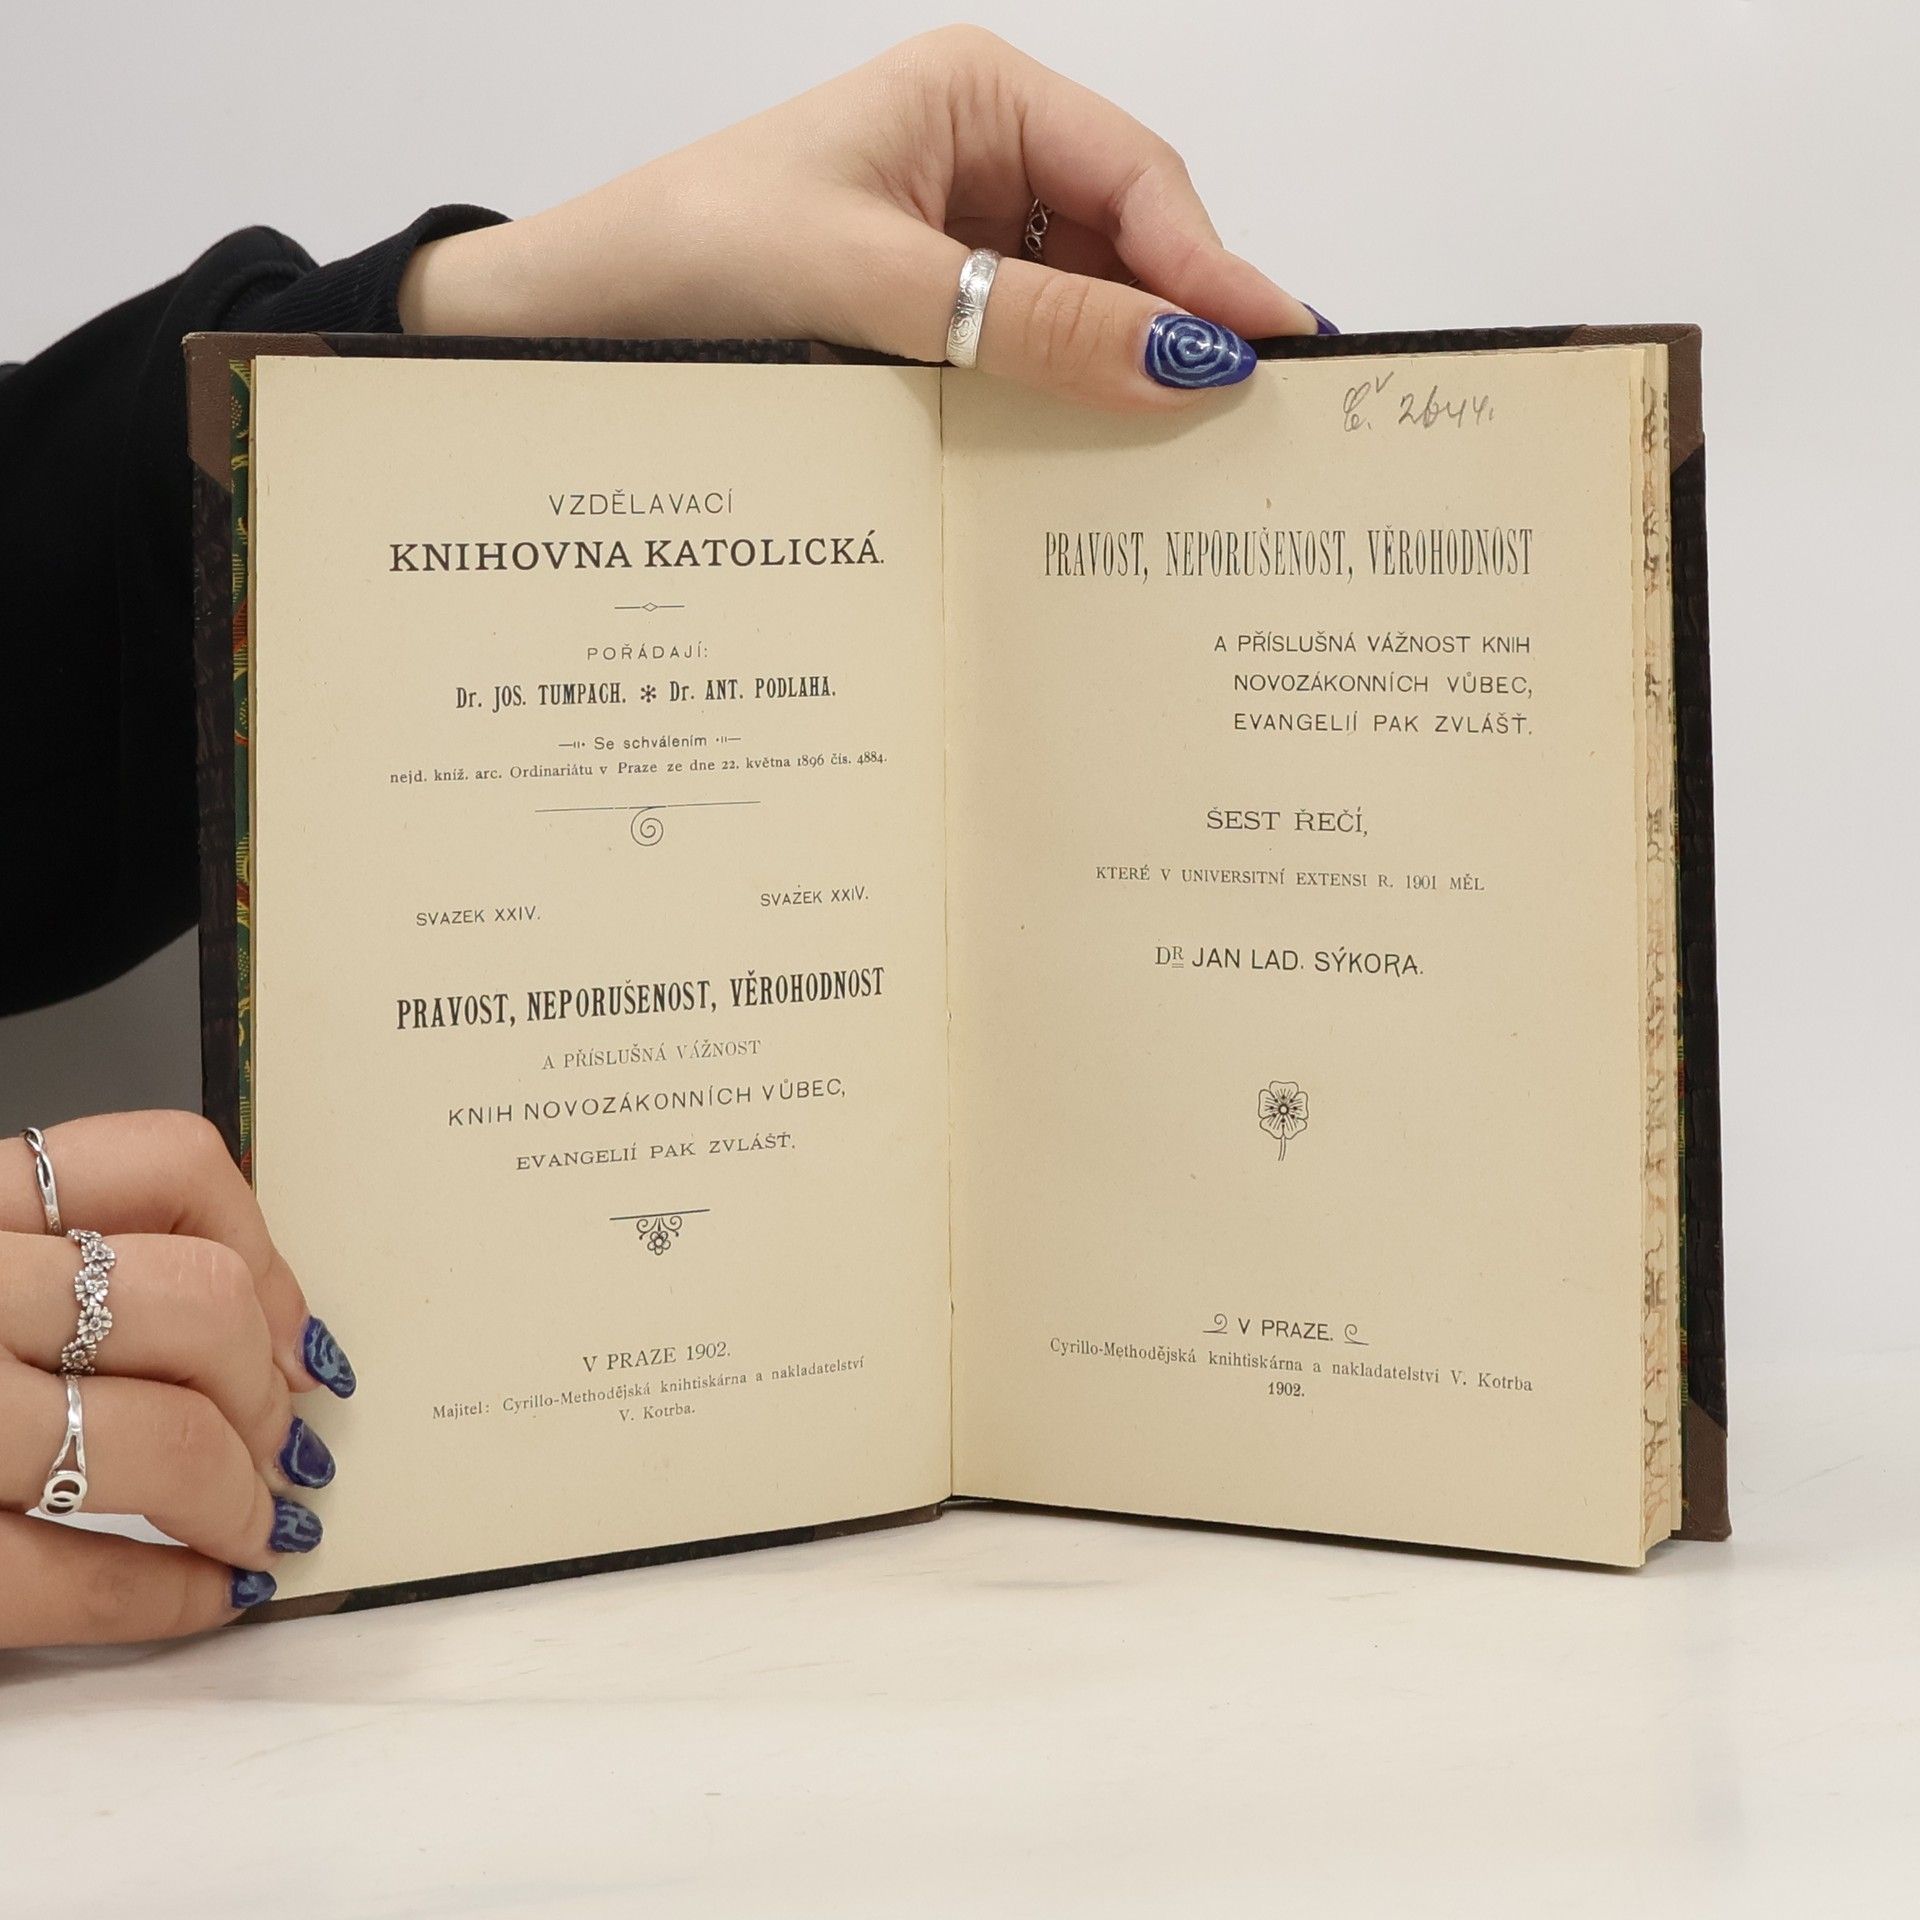 VZDĚLAVACÍ
KNIHOVNA KATOLICKÁ.
POŘÁDAJÍ:
Dr. JOS. TUMPACH. * Dr. ANT. PODLAHA.
Se schválením
nejd. kníž. arc. Ordinariátu v Praze ze dne 22. května 1896 čís. 4884.
SVAZEK XXIV. SVAZEK XXIV.
PRAVOST, NEPORUŠENOST, VĚROHODNOST
A PŘÍSLUŠNÁ VÁŽNOST
KNIH NOVOZÁKONNÍCH VŮBEC,
EVANGELIÍ PAK ZVLÁŠŤ.
V PRAZE 1902.
Majitel: Cyrillo-Methodějská knihtiskárna a nakladatelství
V. Kotrba.
Č. 2644.
PRAVOST, NEPORUŠENOST, VĚROHODNOST
A PŘÍSLUŠNÁ VÁŽNOST KNIH
NOVOZÁKONNÍCH VŮBEC,
EVANGELIÍ PAK ZVLÁŠŤ.
ŠEST ŘEČÍ,
KTERÉ V UNIVERSITNÍ EXTENSI R. 1901 MĚL
DR JAN LAD. SÝKORA.
V PRAZE.
Cyrillo-Methodějská knihtiskárna a nakladatelství V. Kotrba
1902.